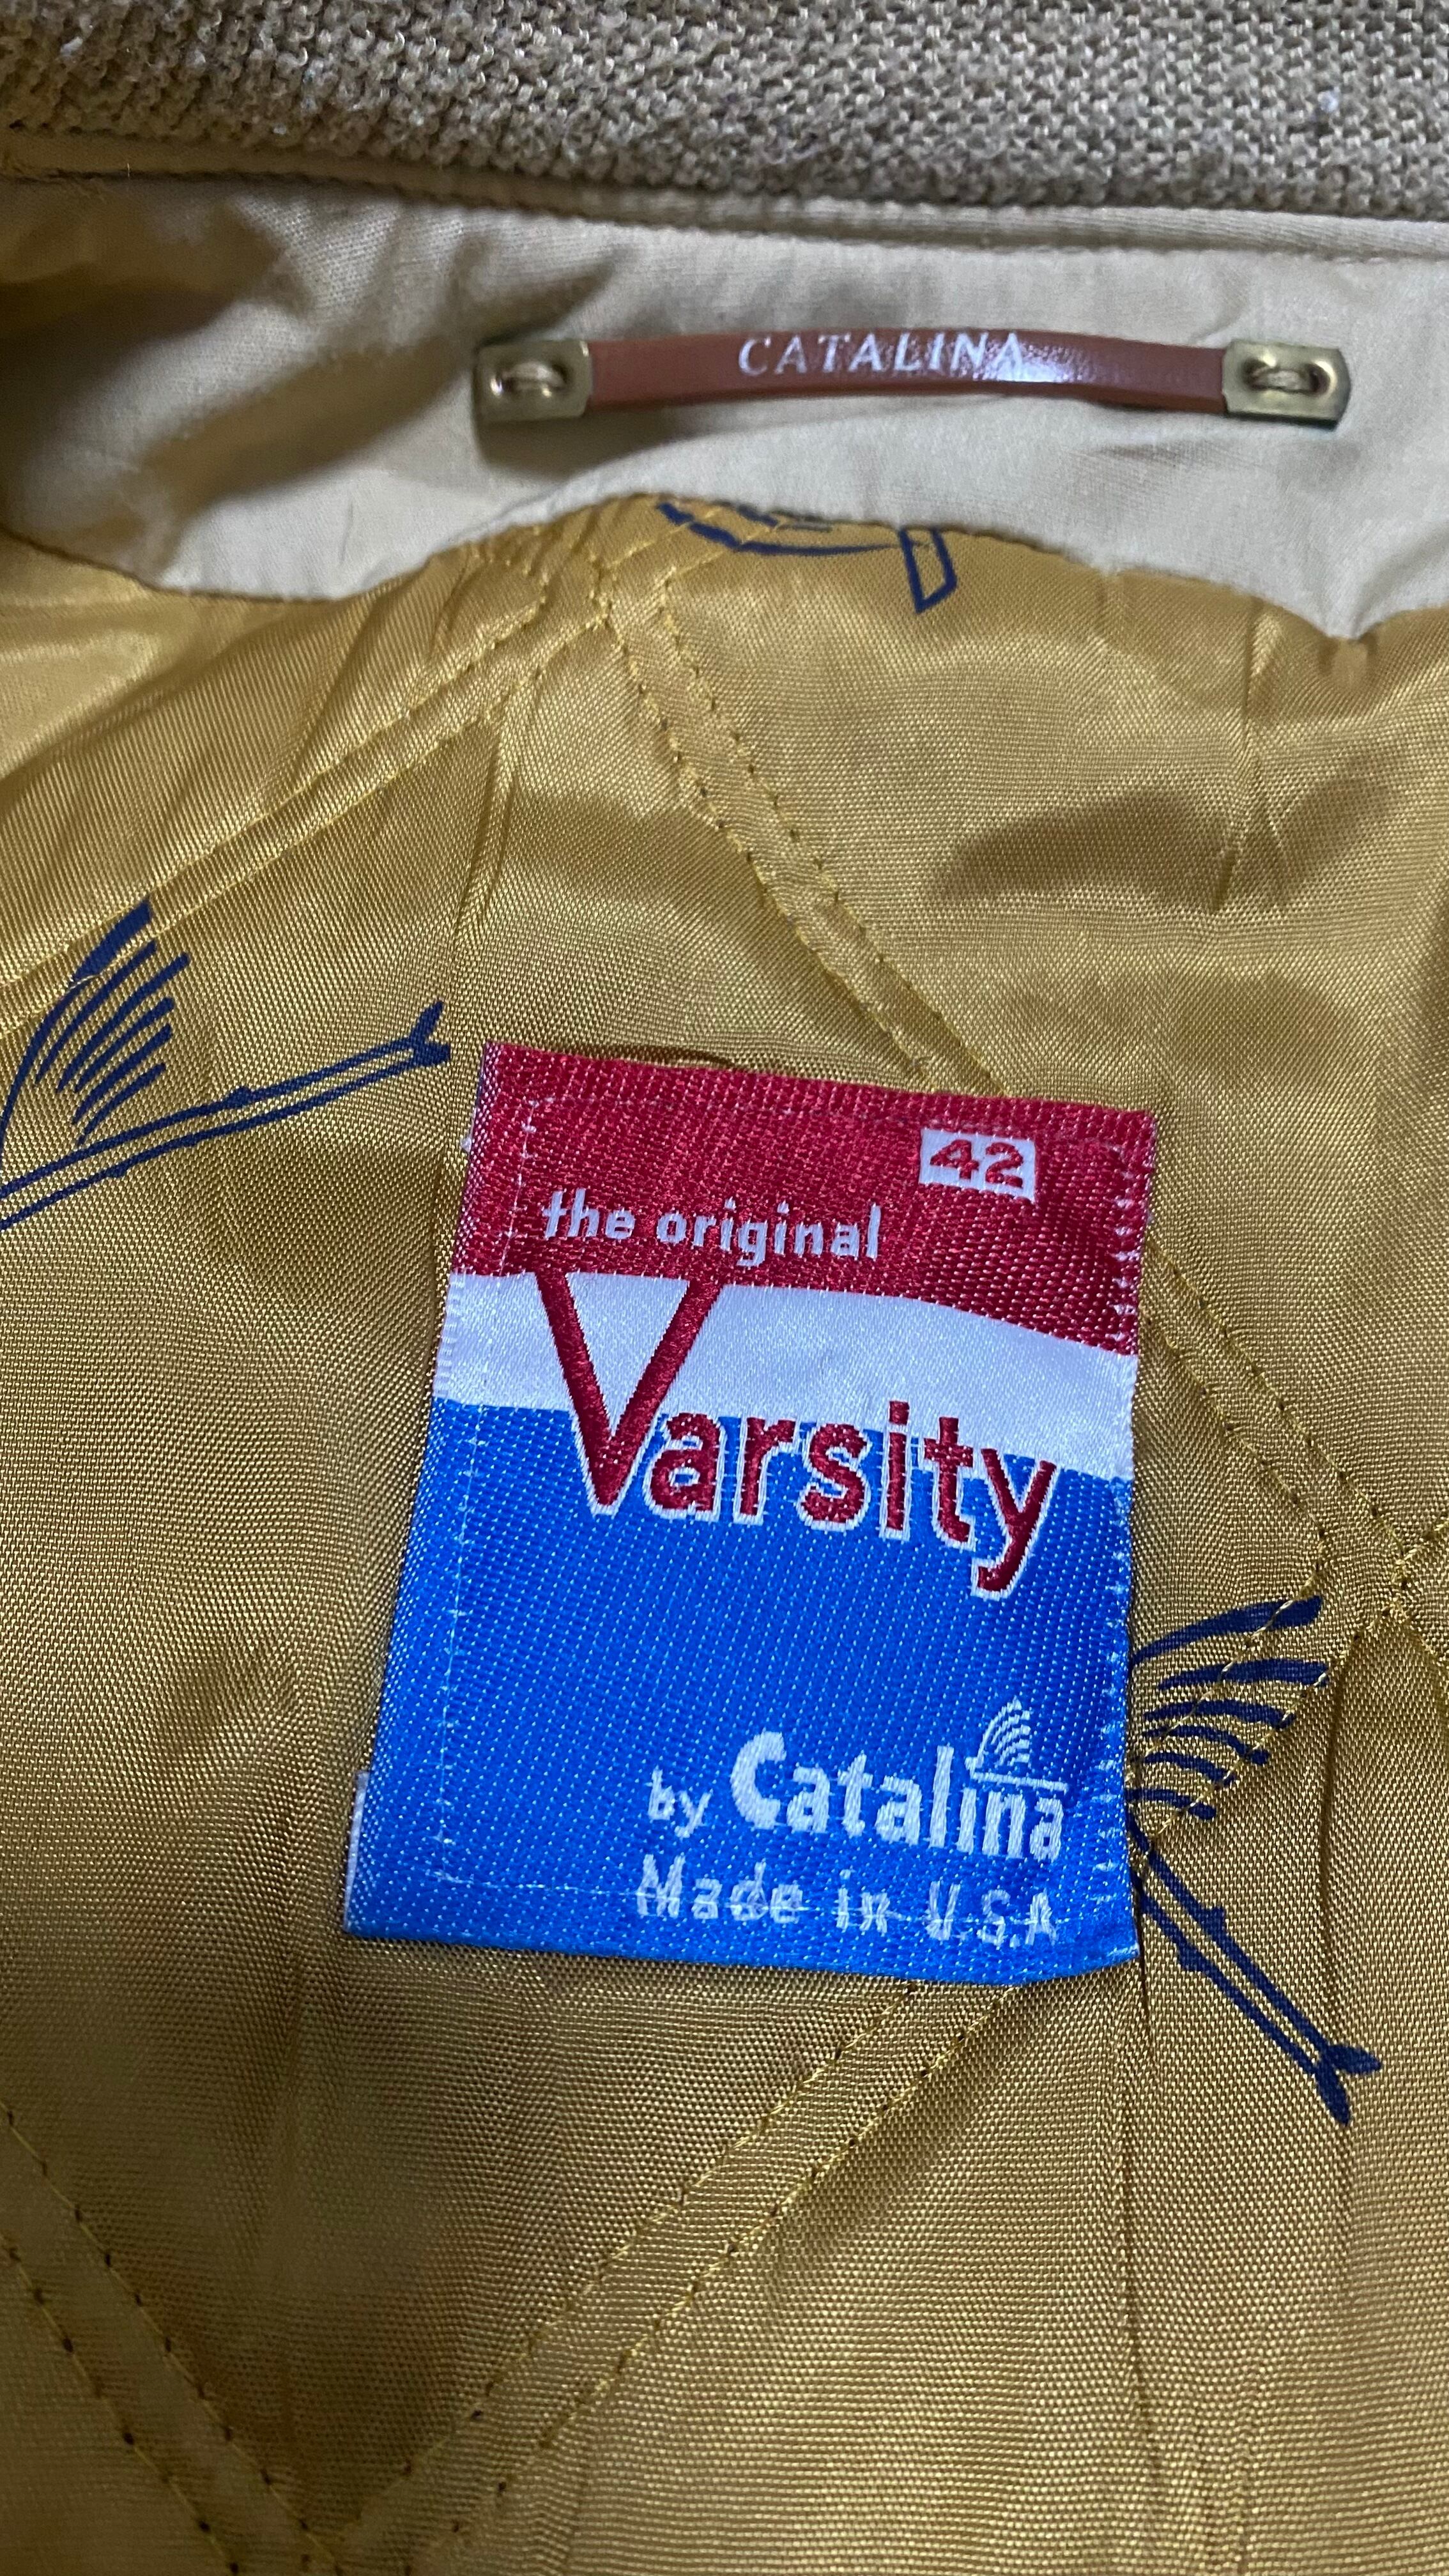 CATALINA
42
the original
Varsity
by Catalina
Made in U.S.A